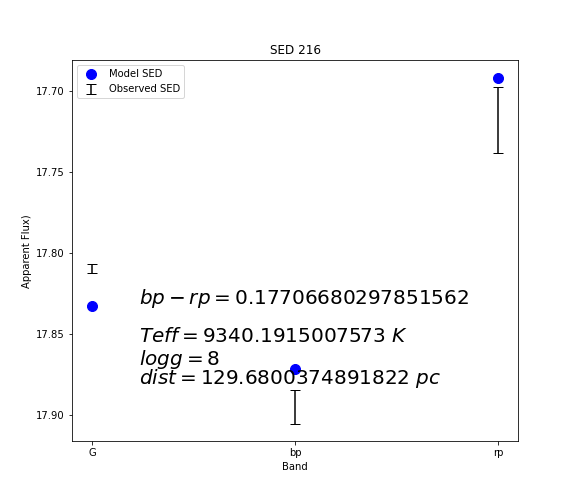 SED 216
Model SED
Observed SED
17.70
17.75
17.80
17.85
17.90
Apparent Flux)
bp − rp = 0.17706680297851562
Teff = 9340.1915007573 K
logg = 8
dist = 129.6800374891822 pc
G bp rp
Band